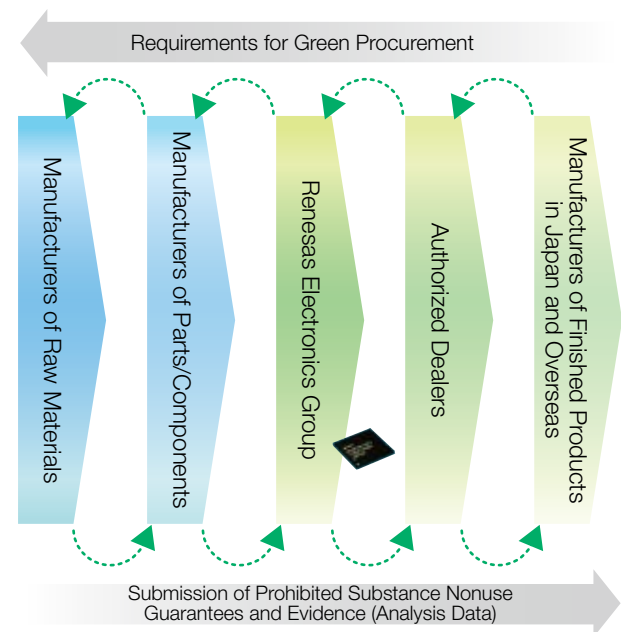 Requirements for Green Procurement
Manufacturers of Raw Materials
Manufacturers of Parts/Components
Renesas Electronics Group
Authorized Dealers
Manufacturers of Finished Products
in Japan and Overseas
Submission of Prohibited Substance Nonuse
Guarantees and Evidence (Analysis Data)